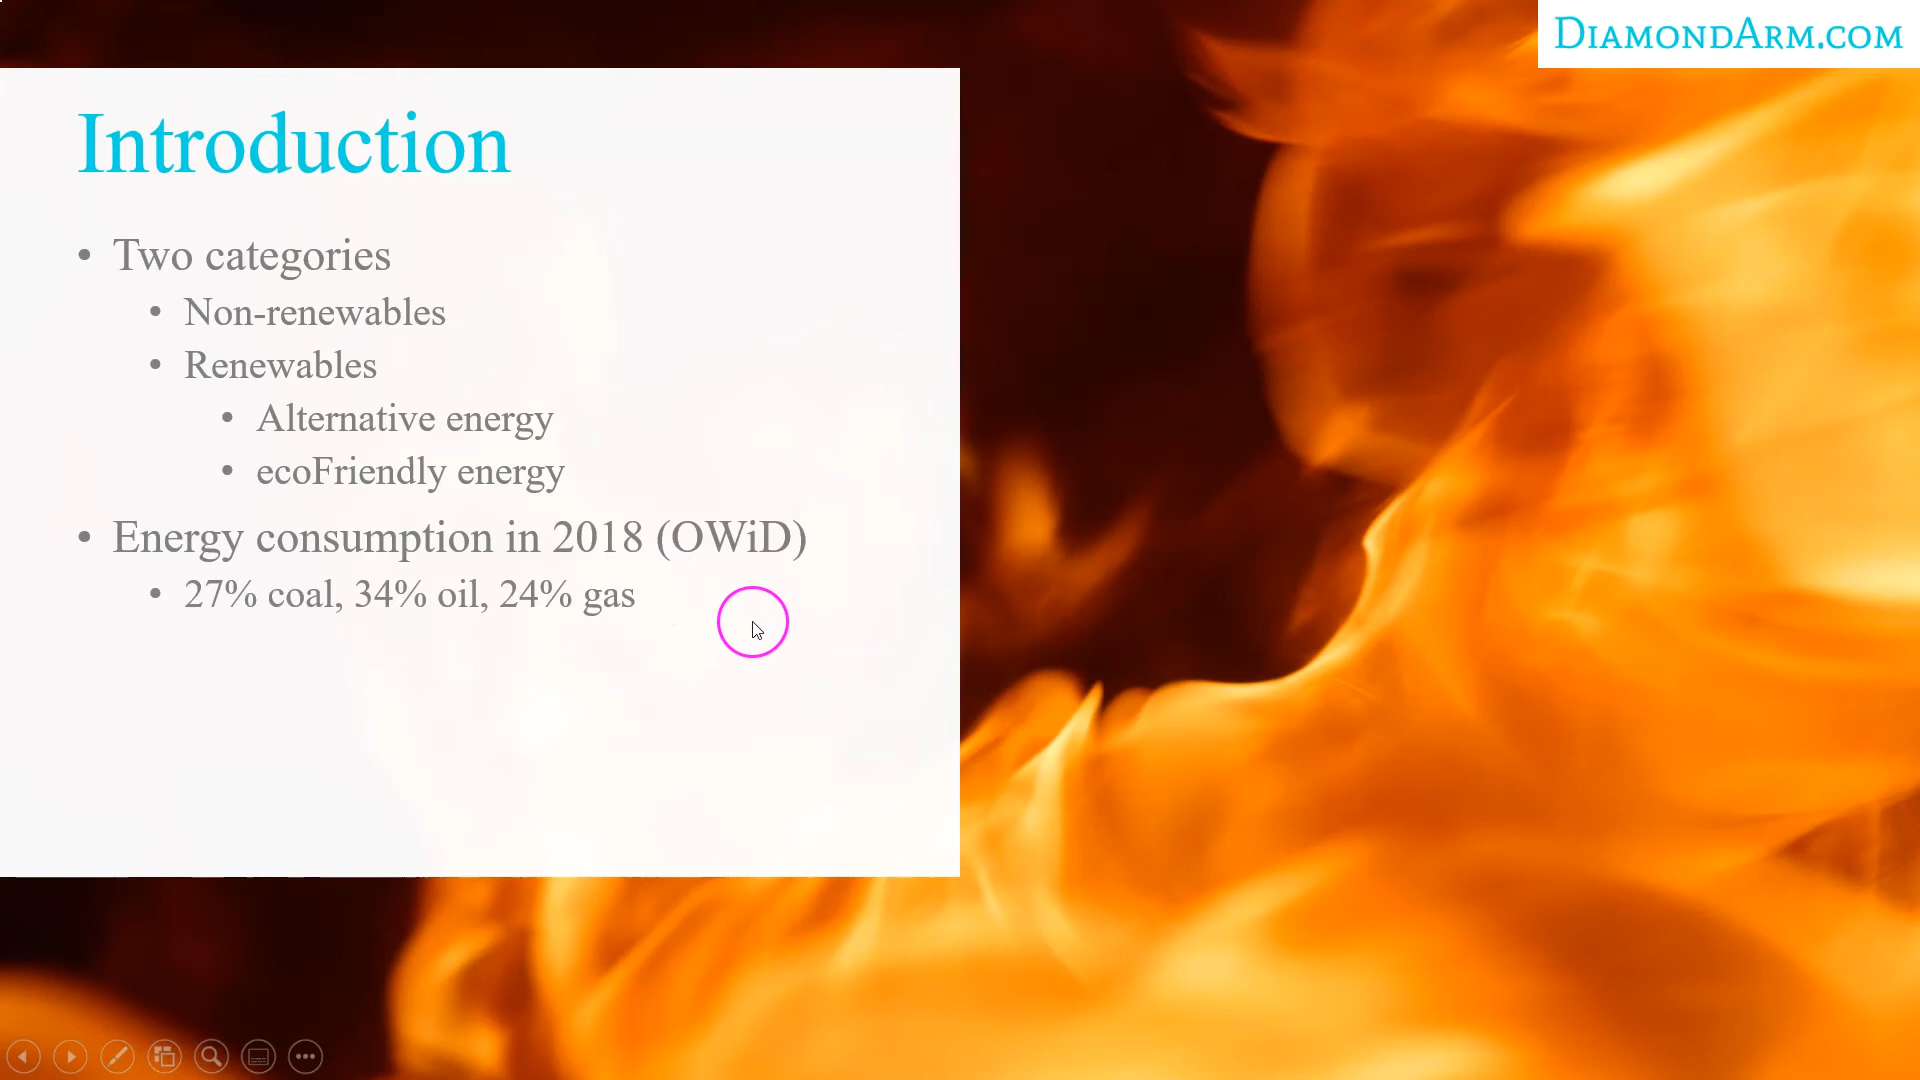 DiamondArm.com
Introduction
• Two categories
• Non-renewables
• Renewables
• Alternative energy
• ecoFriendly energy
• Energy consumption in 2018 (OWiD)
• 27% coal, 34% oil, 24% gas